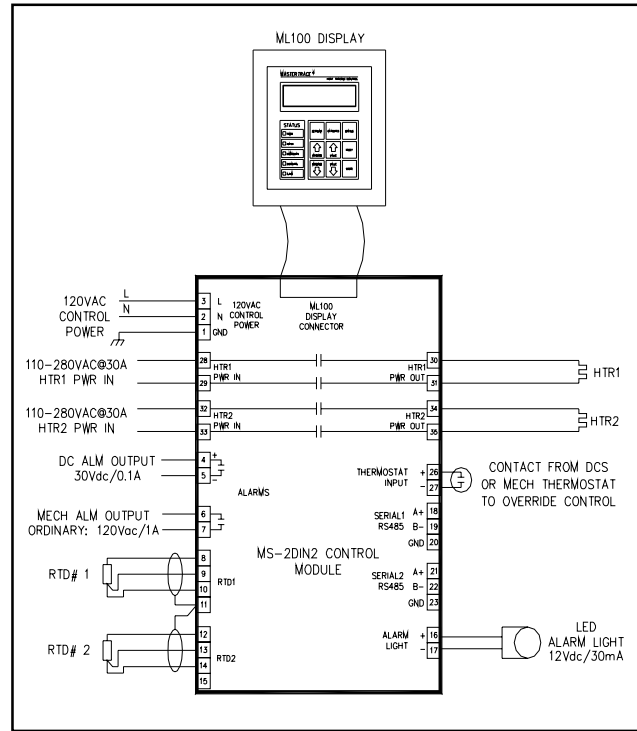 ML100 DISPLAY
MASTERTRACE
STATUS
L
N
120VAC
CONTROL
POWER
3 L
2 N
1 GND
120VAC
CONTROL
POWER
ML100
DISPLAY
CONNECTOR
110-280VAC@30A
HTR1 PWR IN
28 HTR1
29 PWR IN
HTR1 30
PWR OUT 31
HTR1
110-280VAC@30A
HTR2 PWR IN
32 HTR2
33 PWR IN
HTR2 34
PWR OUT 35
HTR2
DC ALM OUTPUT
30Vdc/0.1A
4 +
5 -
ALARMS
THERMOSTAT
INPUT
+ 26
- 27
CONTACT FROM DCS
OR MECH THERMOSTAT
TO OVERRIDE CONTROL
MECH ALM OUTPUT
ORDINARY: 120Vac/1A
6
7
SERIAL1
RS485
A+ 18
B- 19
GND 20
MS-2DIN2 CONTROL
MODULE
RTD# 1
8
9
10
11
RTD1
SERIAL2
RS485
A+ 21
B- 22
GND 23
RTD# 2
12
13
14
15
RTD2
ALARM
LIGHT
+ 16
- 17
LED
ALARM LIGHT
12Vdc/30mA